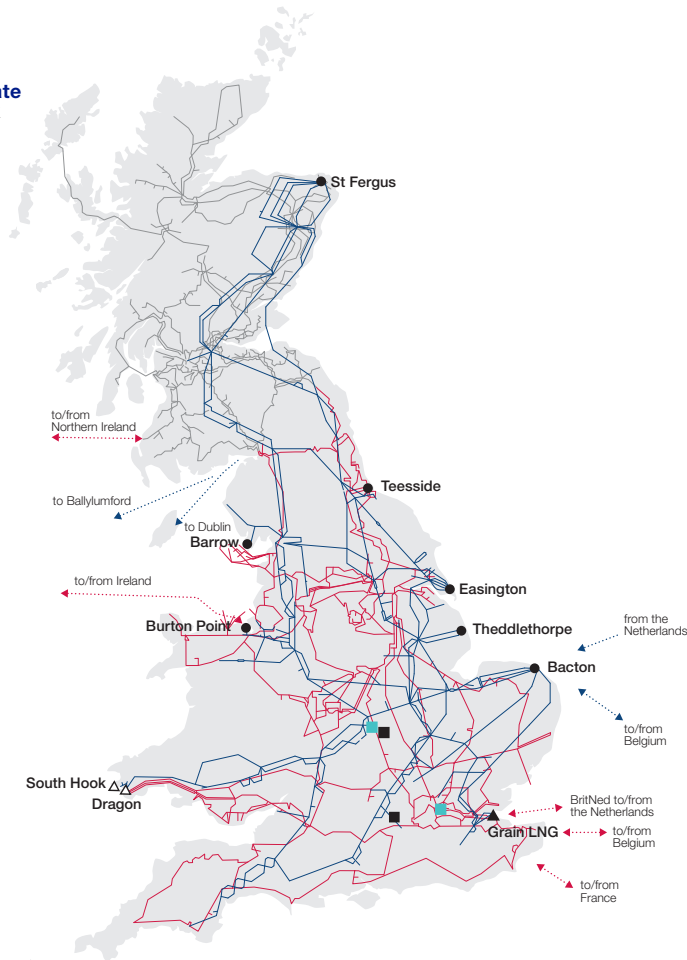 St Fergus
to/from
Northern Ireland
Teesside
to Ballylumford
to Dublin
Barrow
to/from Ireland
Easington
Burton Point
Theddlethorpe
from the
Netherlands
Bacton
to/from
Belgium
South Hook
Dragon
BritNed to/from
the Netherlands
Grain LNG
to/from
Belgium
to/from
France